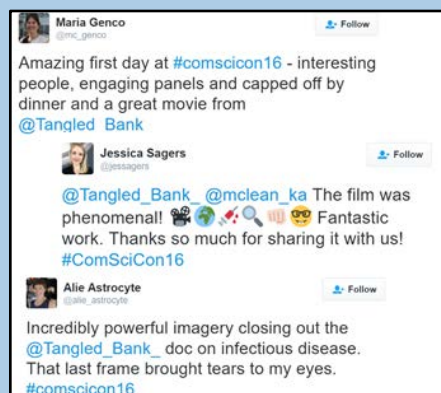 Maria Genco
Follow
@mc_genco
Amazing first day at #comscicon16 - interesting
people, engaging panels and capped off by
dinner and a great movie from
@Tangled_Bank
Jessica Sagers
Follow
@jessagers
@Tangled_Bank_ @mclean_ka The film was
phenomenal! 🎥🌍💉🔍👊🤓 Fantastic
work. Thanks so much for sharing it with us!
#ComSciCon16
Alie Astrocyte
Follow
@alie_astrocyte
Incredibly powerful imagery closing out the
@Tangled_Bank_ doc on infectious disease.
That last frame brought tears to my eyes.
#comscicon16